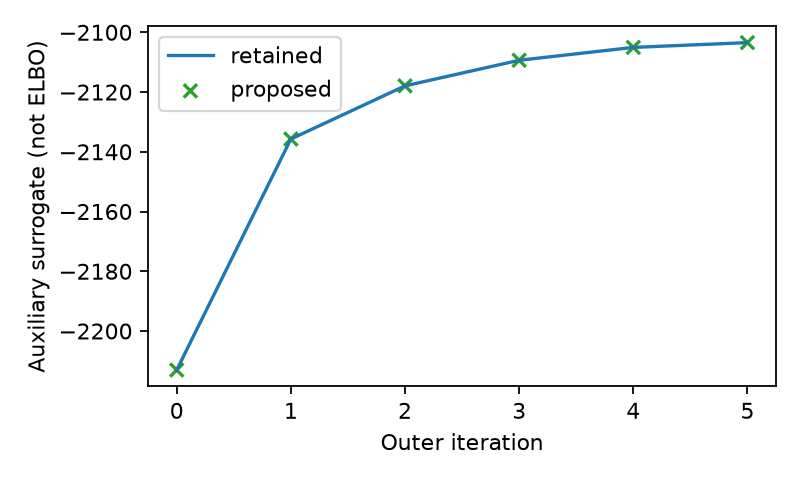 Auxiliary surrogate (not ELBO)
−2100
−2120
−2140
−2160
−2180
−2200
retained
proposed
0 1 2 3 4 5
Outer iteration